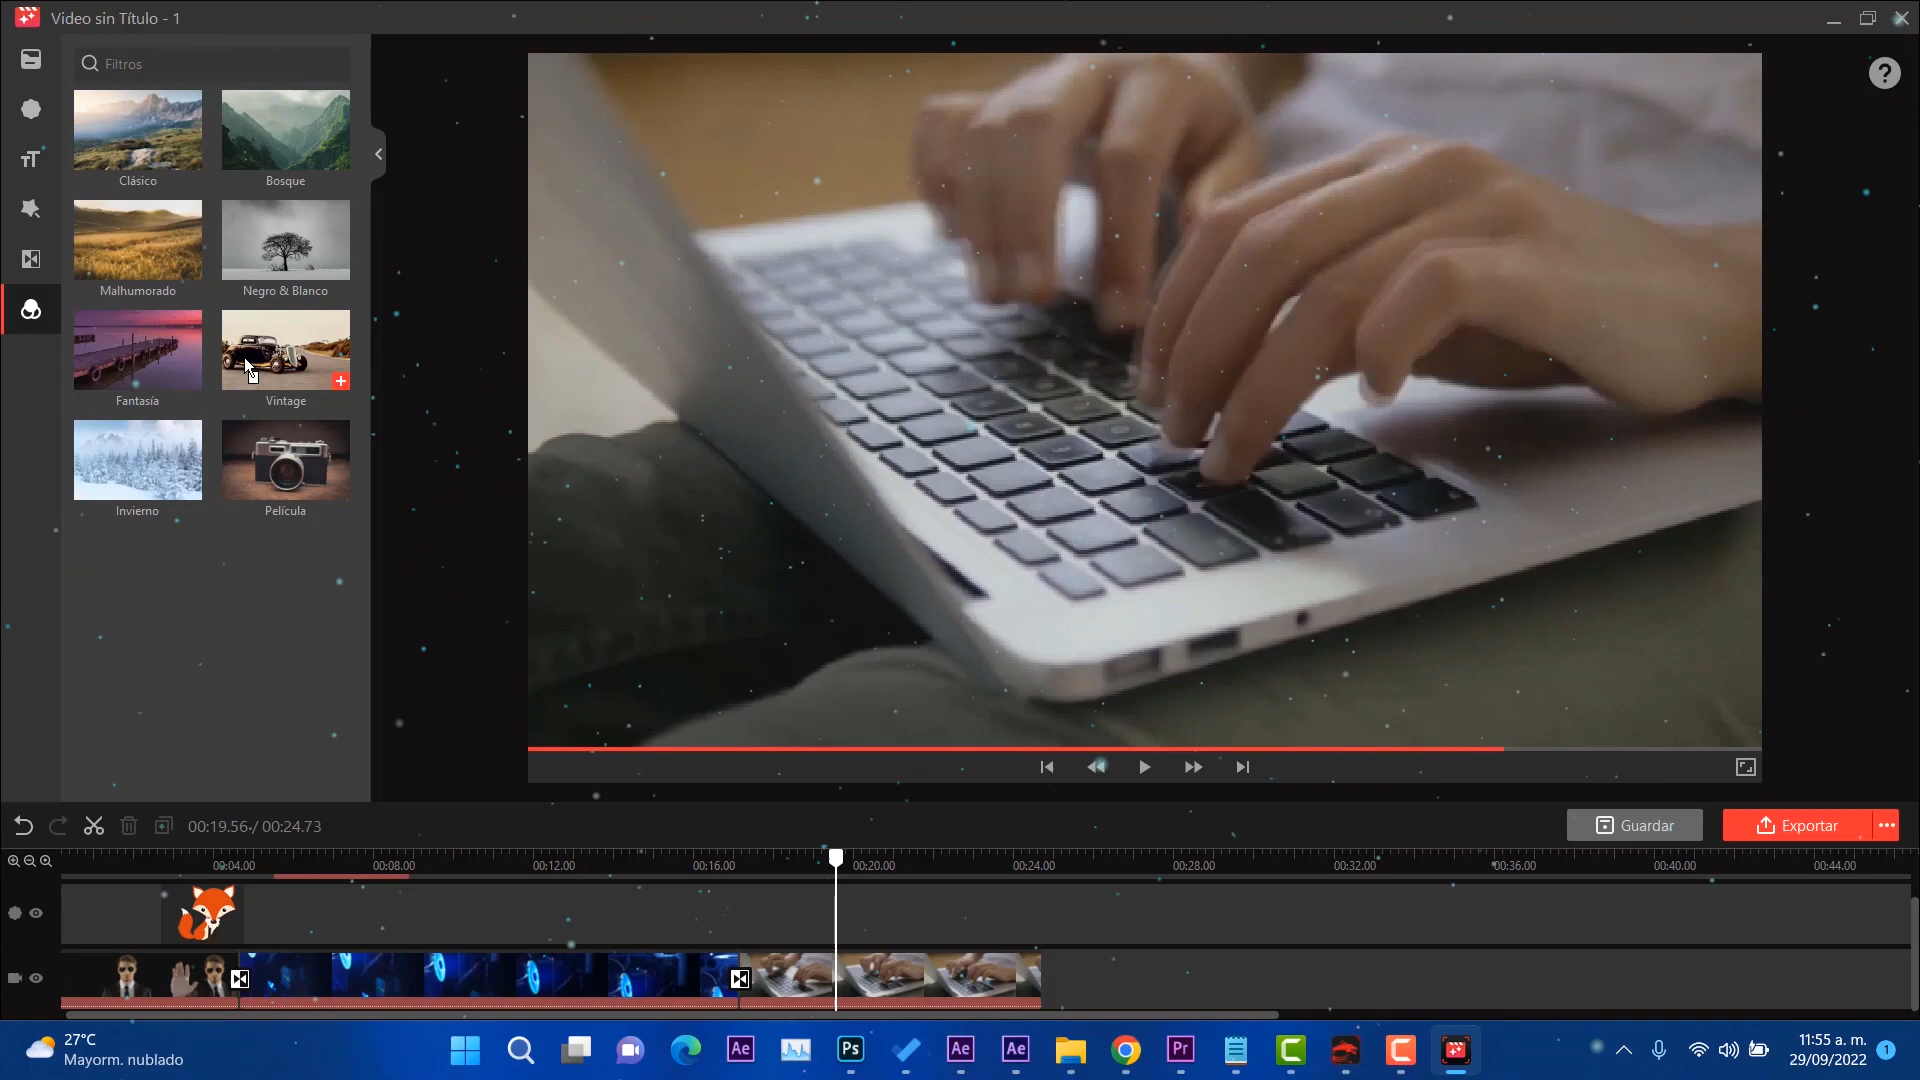 Video sin Título - 1
Filtros
Clásico
Bosque
Malhumorado
Negro & Blanco
Fantasía
Vintage
Invierno
Película
?
00:19.56 / 00:24.73
Guardar
Exportar
00:04.00
00:08.00
00:12.00
00:16.00
00:20.00
00:24.00
00:28.00
00:32.00
00:36.00
00:40.00
00:44.00
27°C
Mayorm. nublado
Ae
Ps
Ae
Ae
Pr
11:55 a. m.
29/09/2022
1